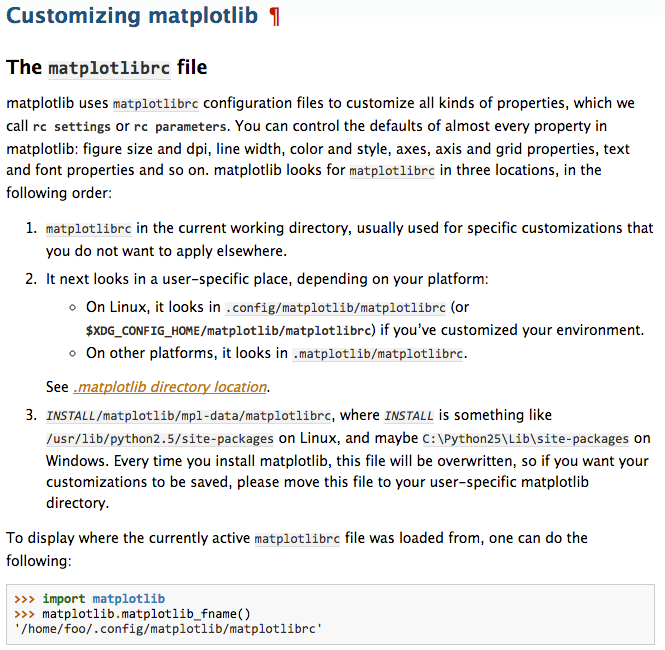 Customizing matplotlib ¶
The matplotlibrc file
matplotlib uses matplotlibrc configuration files to customize all kinds of properties, which we
call rc settings or rc parameters. You can control the defaults of almost every property in
matplotlib: figure size and dpi, line width, color and style, axes, axis and grid properties, text
and font properties and so on. matplotlib looks for matplotlibrc in three locations, in the
following order:
1. matplotlibrc in the current working directory, usually used for specific customizations that
you do not want to apply elsewhere.
2. It next looks in a user-specific place, depending on your platform:
◦ On Linux, it looks in .config/matplotlib/matplotlibrc (or
$XDG_CONFIG_HOME/matplotlib/matplotlibrc) if you've customized your environment.
◦ On other platforms, it looks in .matplotlib/matplotlibrc.
See .matplotlib directory location.
3. INSTALL/matplotlib/mpl-data/matplotlibrc, where INSTALL is something like
/usr/lib/python2.5/site-packages on Linux, and maybe C:\Python25\Lib\site-packages on
Windows. Every time you install matplotlib, this file will be overwritten, so if you want your
customizations to be saved, please move this file to your user-specific matplotlib
directory.
To display where the currently active matplotlibrc file was loaded from, one can do the
following:
>>> import matplotlib
>>> matplotlib.matplotlib_fname()
'/home/foo/.config/matplotlib/matplotlibrc'